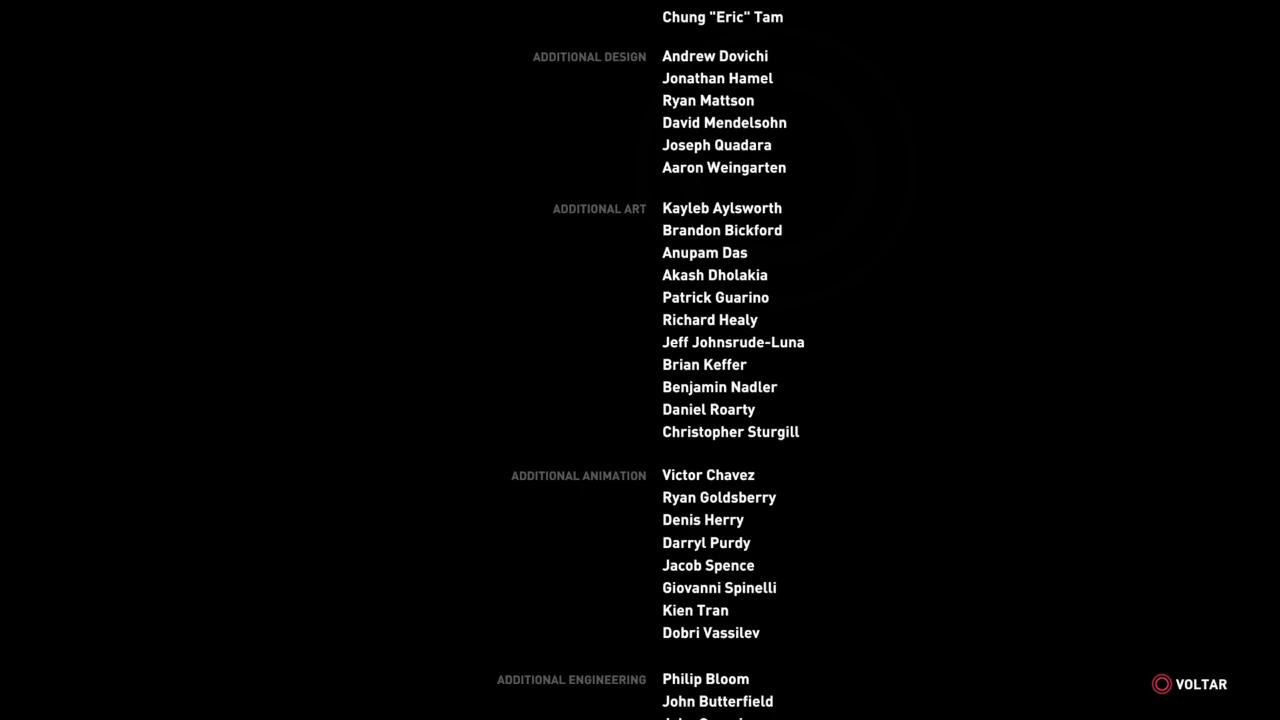 Chung "Eric" Tam
ADDITIONAL DESIGN Andrew Dovichi
Jonathan Hamel
Ryan Mattson
David Mendelsohn
Joseph Quadara
Aaron Weingarten
ADDITIONAL ART Kayleb Aylsworth
Brandon Bickford
Anupam Das
Akash Dholakia
Patrick Guarino
Richard Healy
Jeff Johnsrude-Luna
Brian Keffer
Benjamin Nadler
Daniel Roarty
Christopher Sturgill
ADDITIONAL ANIMATION Victor Chavez
Ryan Goldsberry
Denis Herry
Darryl Purdy
Jacob Spence
Giovanni Spinelli
Kien Tran
Dobri Vassilev
ADDITIONAL ENGINEERING Philip Bloom
John Butterfield
VOLTAR